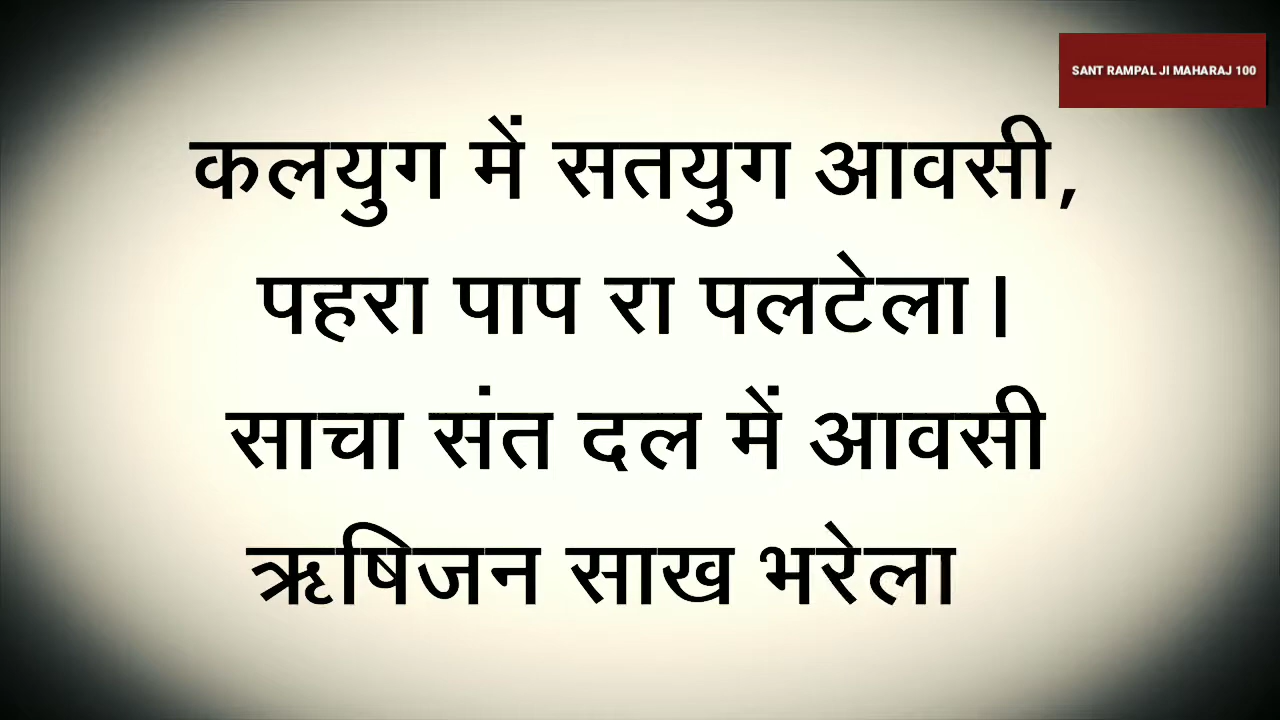 SANT RAMPAL JI MAHARAJ 100
कलयुग में सतयुग आवसी,
पहरा पाप रा पलटेला।
साचा संत दल में आवसी
ऋषिजन साख भरेला